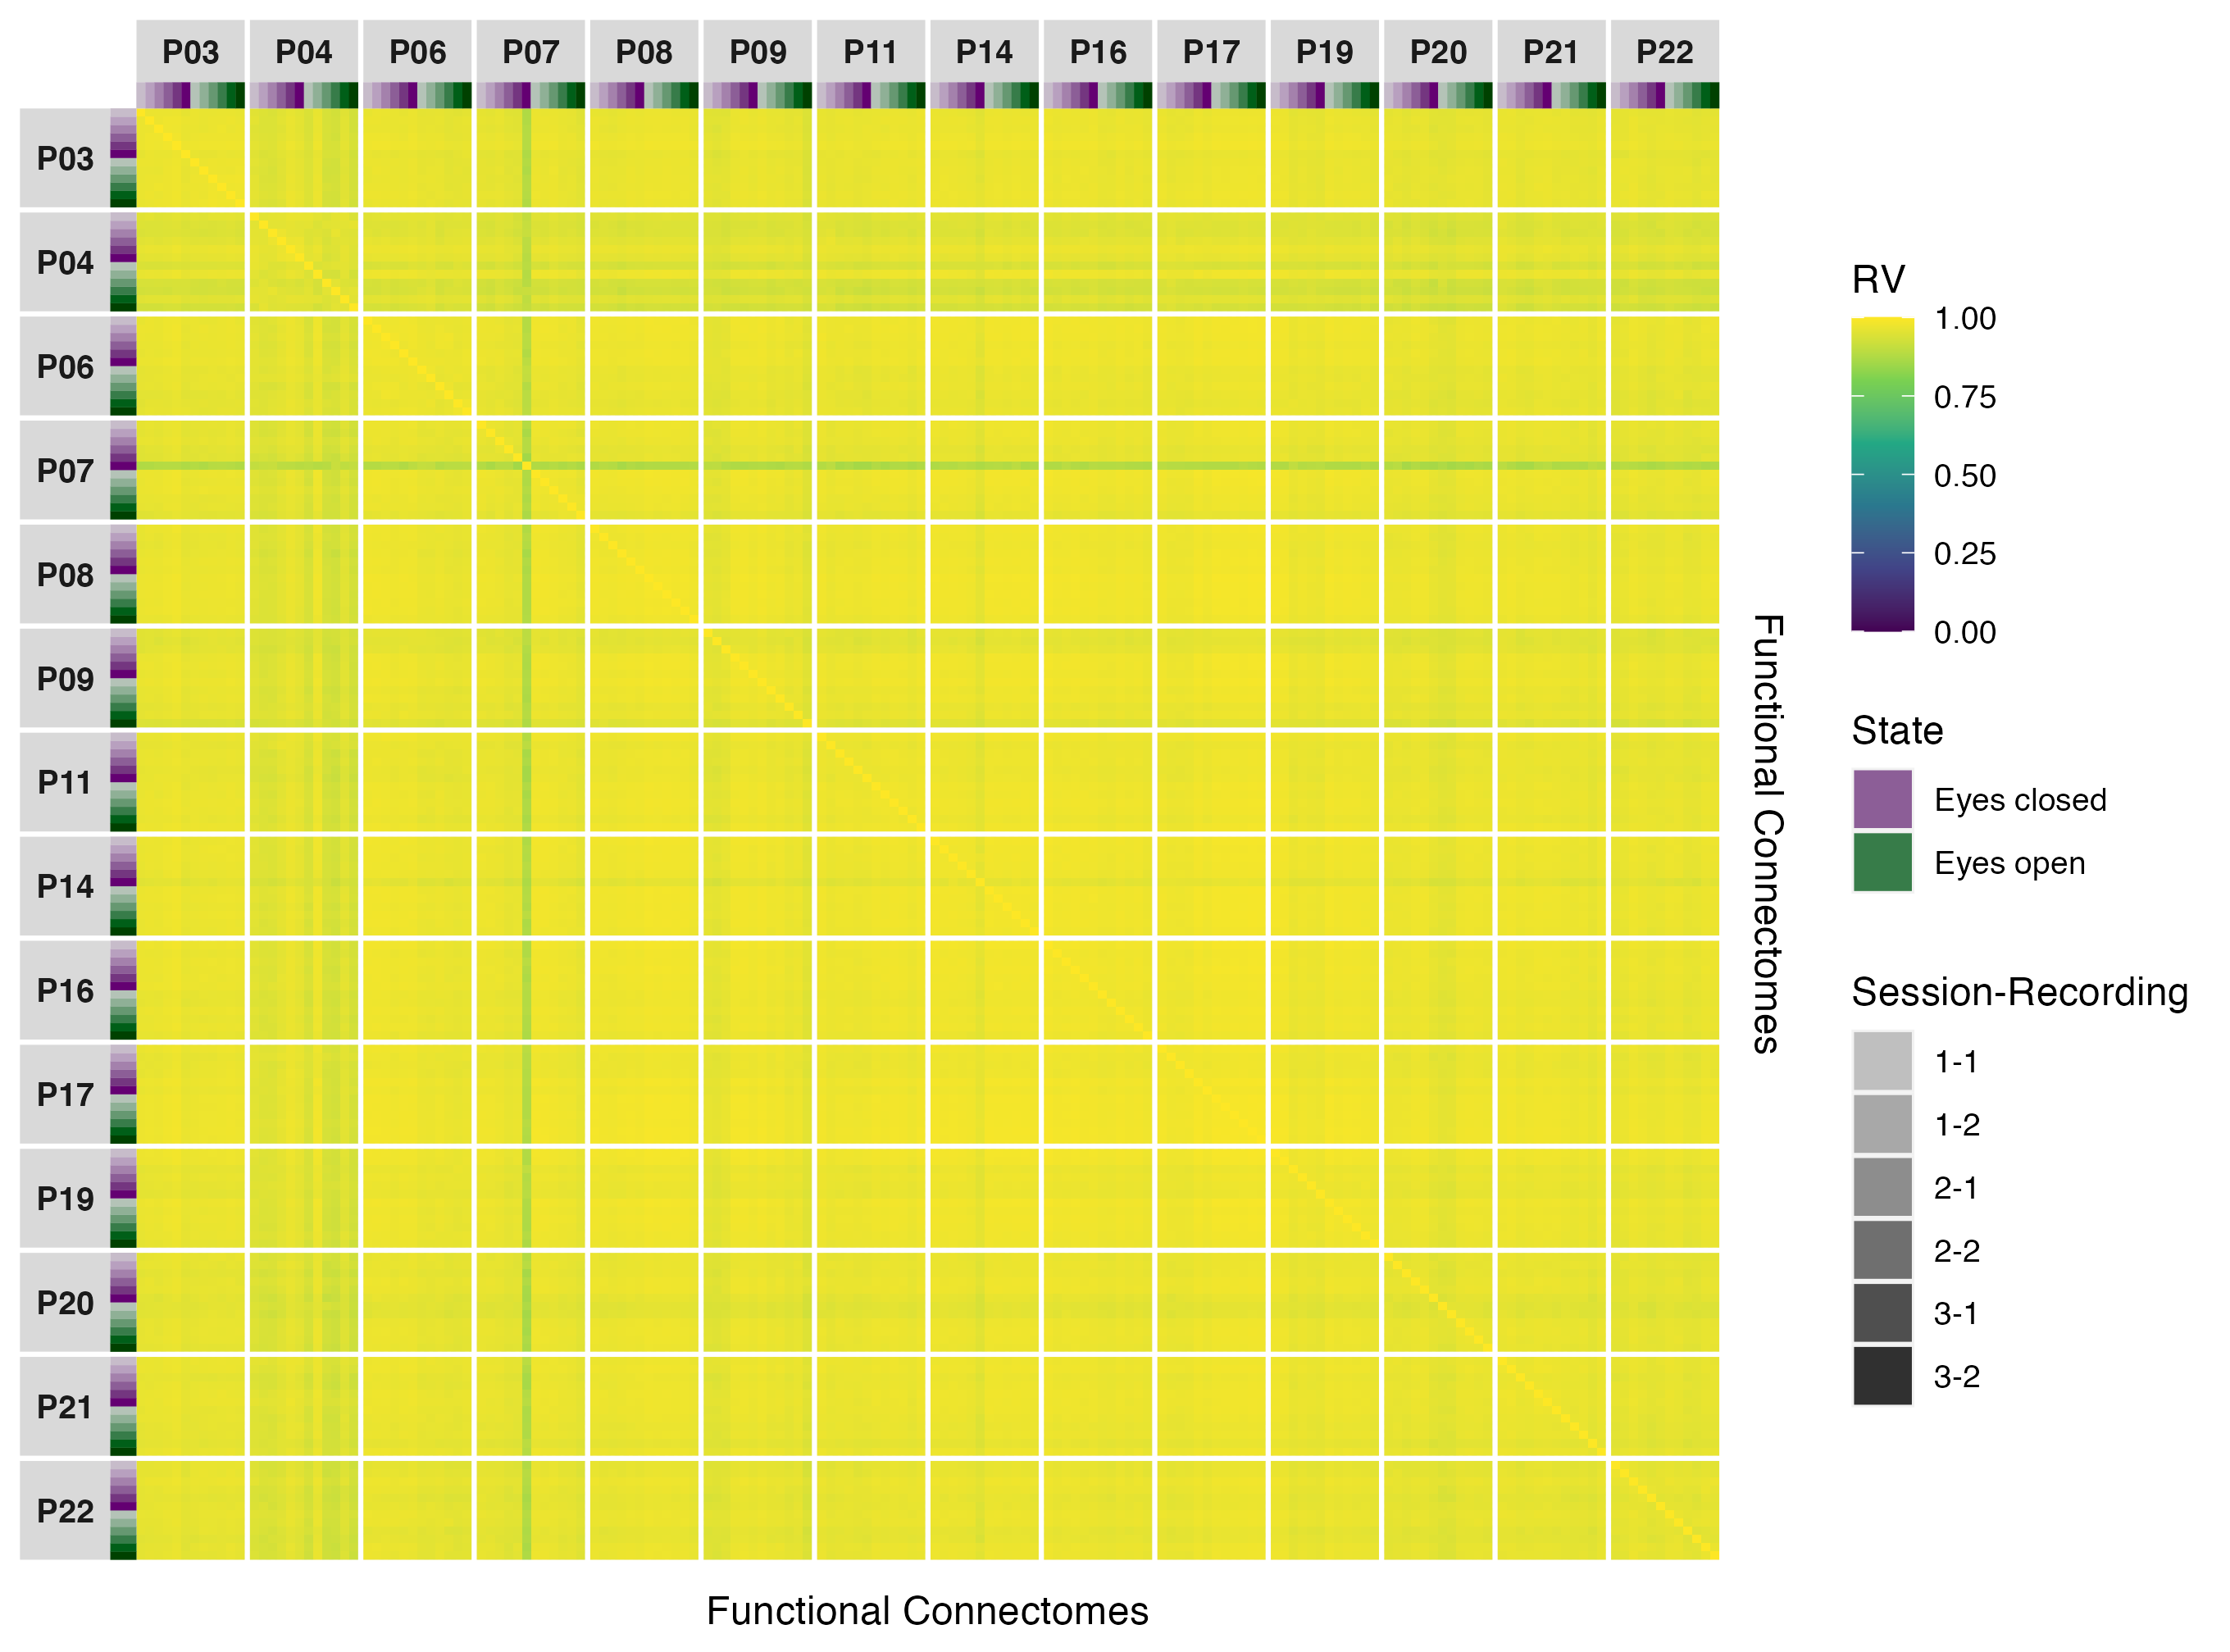 P03 P04 P06 P07 P08 P09 P11 P14 P16 P17 P19 P20 P21 P22
P03
P04
P06
P07
P08
P09
P11
P14
P16
P17
P19
P20
P21
P22
Functional Connectomes
Functional Connectomes
RV
1.00
0.75
0.50
0.25
0.00
State
Eyes closed
Eyes open
Session-Recording
1-1
1-2
2-1
2-2
3-1
3-2